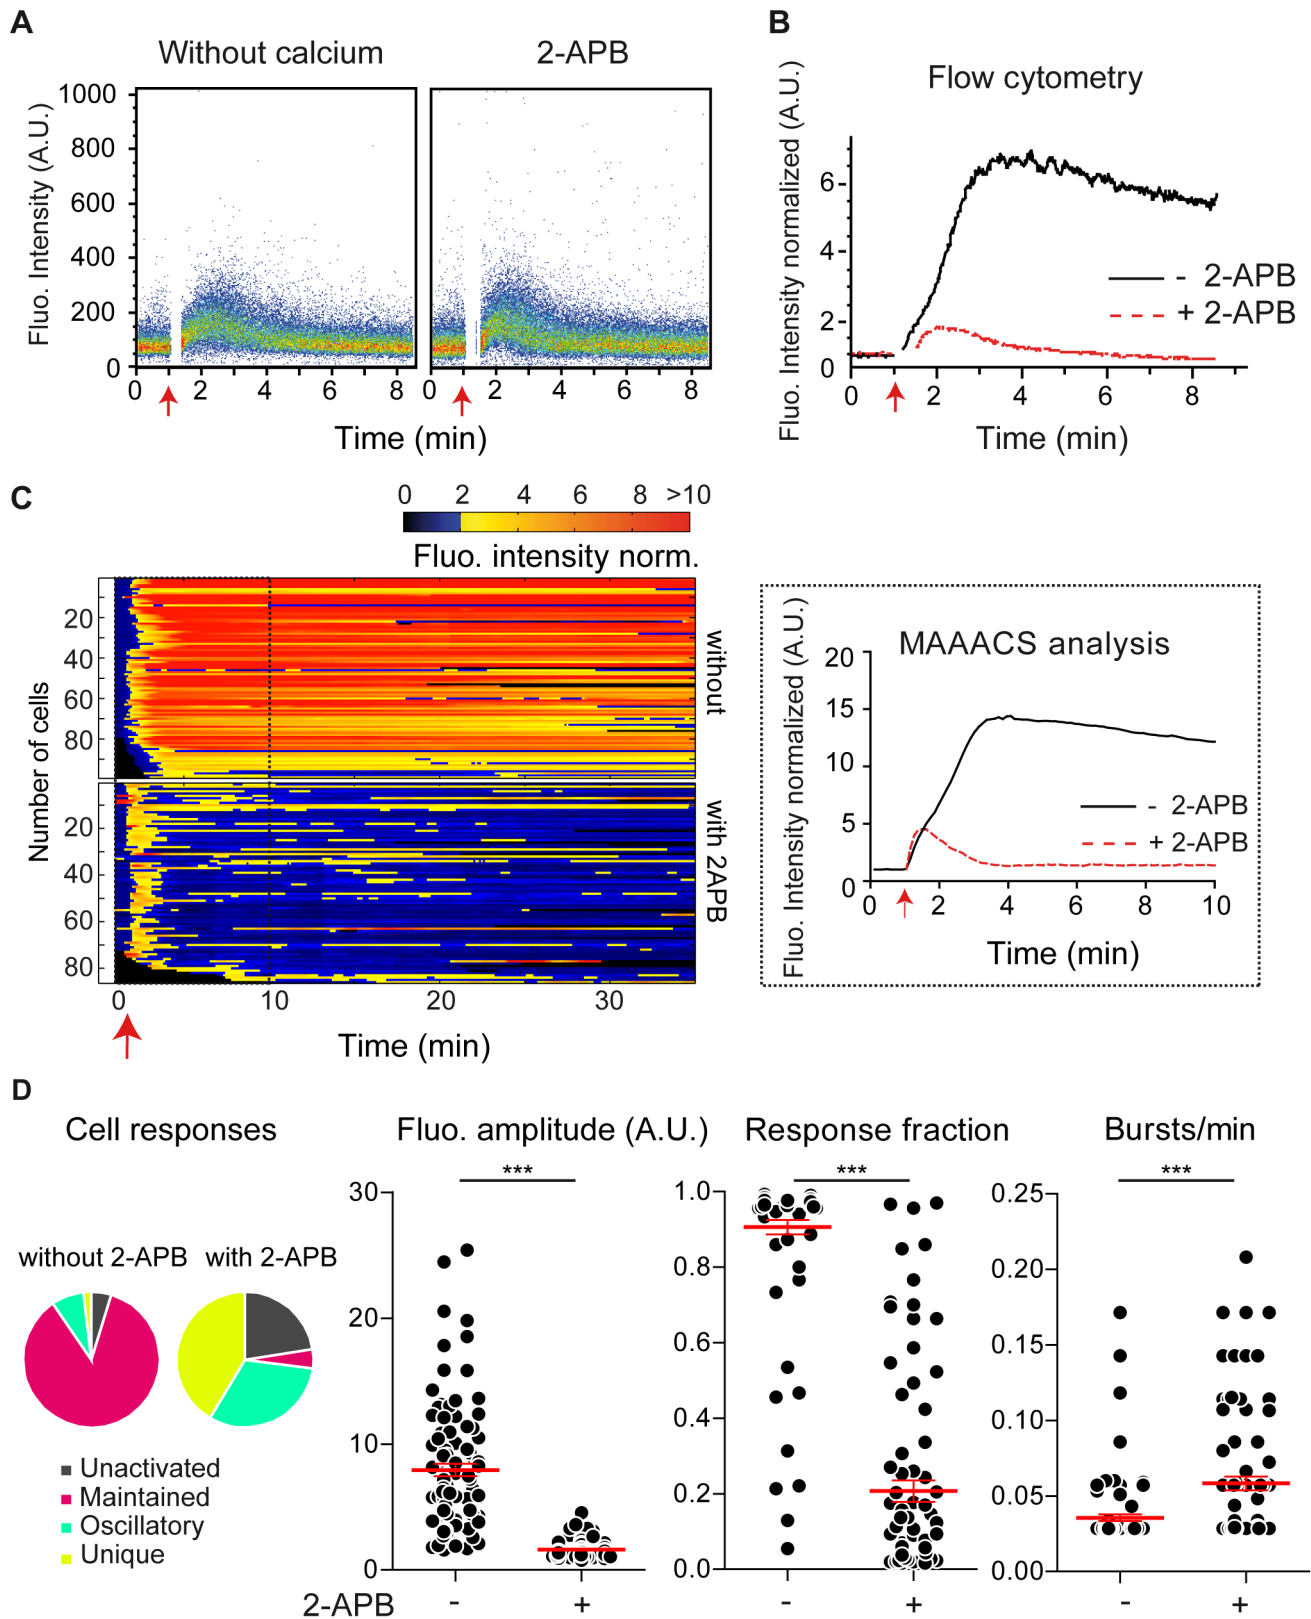 A
Without calcium
2-APB
Fluo. Intensity (A.U.)
1000
800
600
400
200
0
0 2 4 6 8
0 2 4 6 8
Time (min)
B
Flow cytometry
Fluo. Intensity normalized (A.U.)
6
4
2
0
- 2-APB
+ 2-APB
0 2 4 6 8
Time (min)
C
0 2 4 6 8 >10
Fluo. intensity norm.
Number of cells
20
40
60
80
without
20
40
60
80
with 2APB
0 10 20 30
Time (min)
MAAACS analysis
Fluo. Intensity normalized (A.U.)
20
15
10
5
0
- 2-APB
+ 2-APB
0 2 4 6 8 10
Time (min)
D
Cell responses
without 2-APB with 2-APB
Unactivated
Maintained
Oscillatory
Unique
Fluo. amplitude (A.U.)
***
30
20
10
0
2-APB - +
Response fraction
***
1.0
0.8
0.6
0.4
0.2
0.0
- +
Bursts/min
***
0.25
0.20
0.15
0.10
0.05
0.00
- +